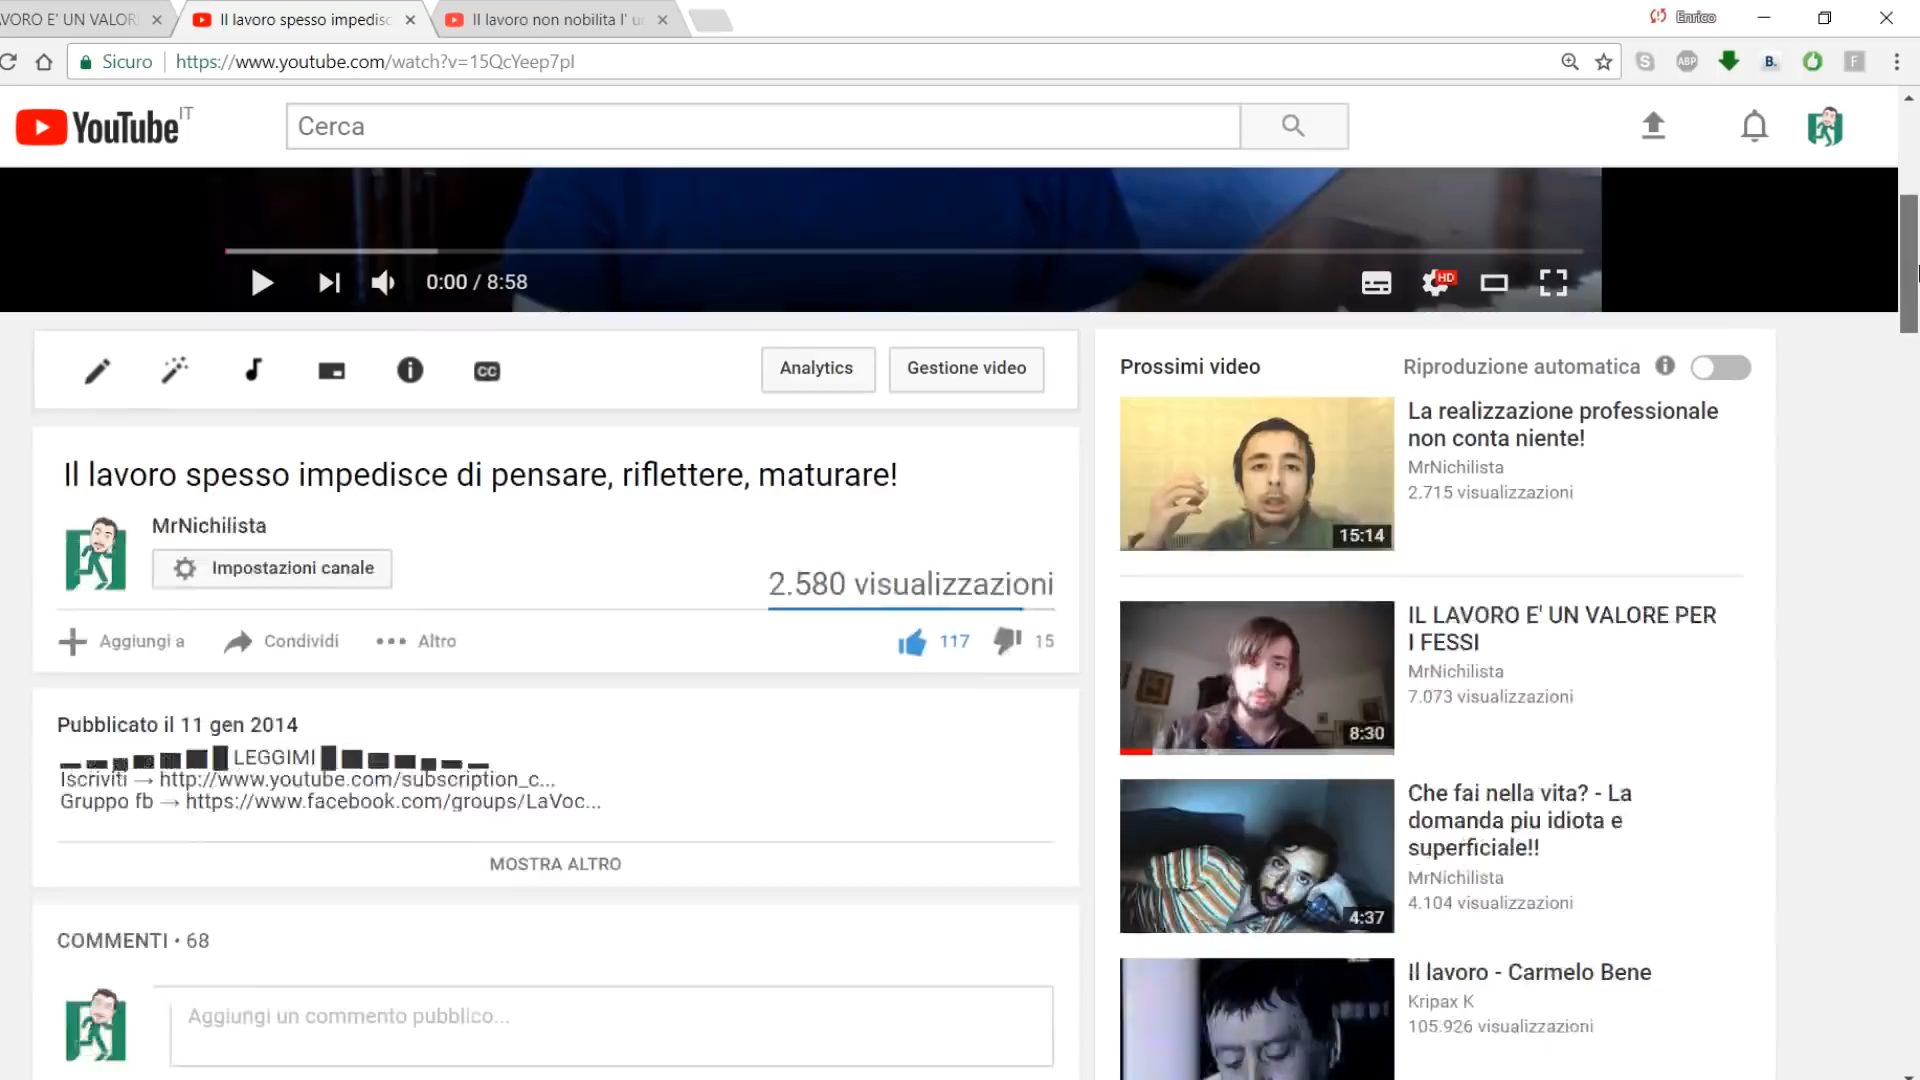 VORO E' UN VALOR
Il lavoro spesso impedisc
Il lavoro non nobilita l' u
Enrico
Sicuro
https://www.youtube.com/watch?v=15QcYeep7pI
ABP
B.
F
YouTube IT
Cerca
0:00 / 8:58
HD
CC
Analytics
Gestione video
Il lavoro spesso impedisce di pensare, riflettere, maturare!
MrNichilista
Impostazioni canale
2.580 visualizzazioni
Aggiungi a
Condividi
Altro
117
15
Pubblicato il 11 gen 2014
LEGGIMI
Iscriviti → http://www.youtube.com/subscription_c...
Gruppo fb → https://www.facebook.com/groups/LaVoc...
MOSTRA ALTRO
COMMENTI • 68
Aggiungi un commento pubblico...
Prossimi video
Riproduzione automatica
15:14
La realizzazione professionale
non conta niente!
MrNichilista
2.715 visualizzazioni
8:30
IL LAVORO E' UN VALORE PER
I FESSI
MrNichilista
7.073 visualizzazioni
4:37
Che fai nella vita? - La
domanda piu idiota e
superficiale!!
MrNichilista
4.104 visualizzazioni
Il lavoro - Carmelo Bene
Kripax K
105.926 visualizzazioni